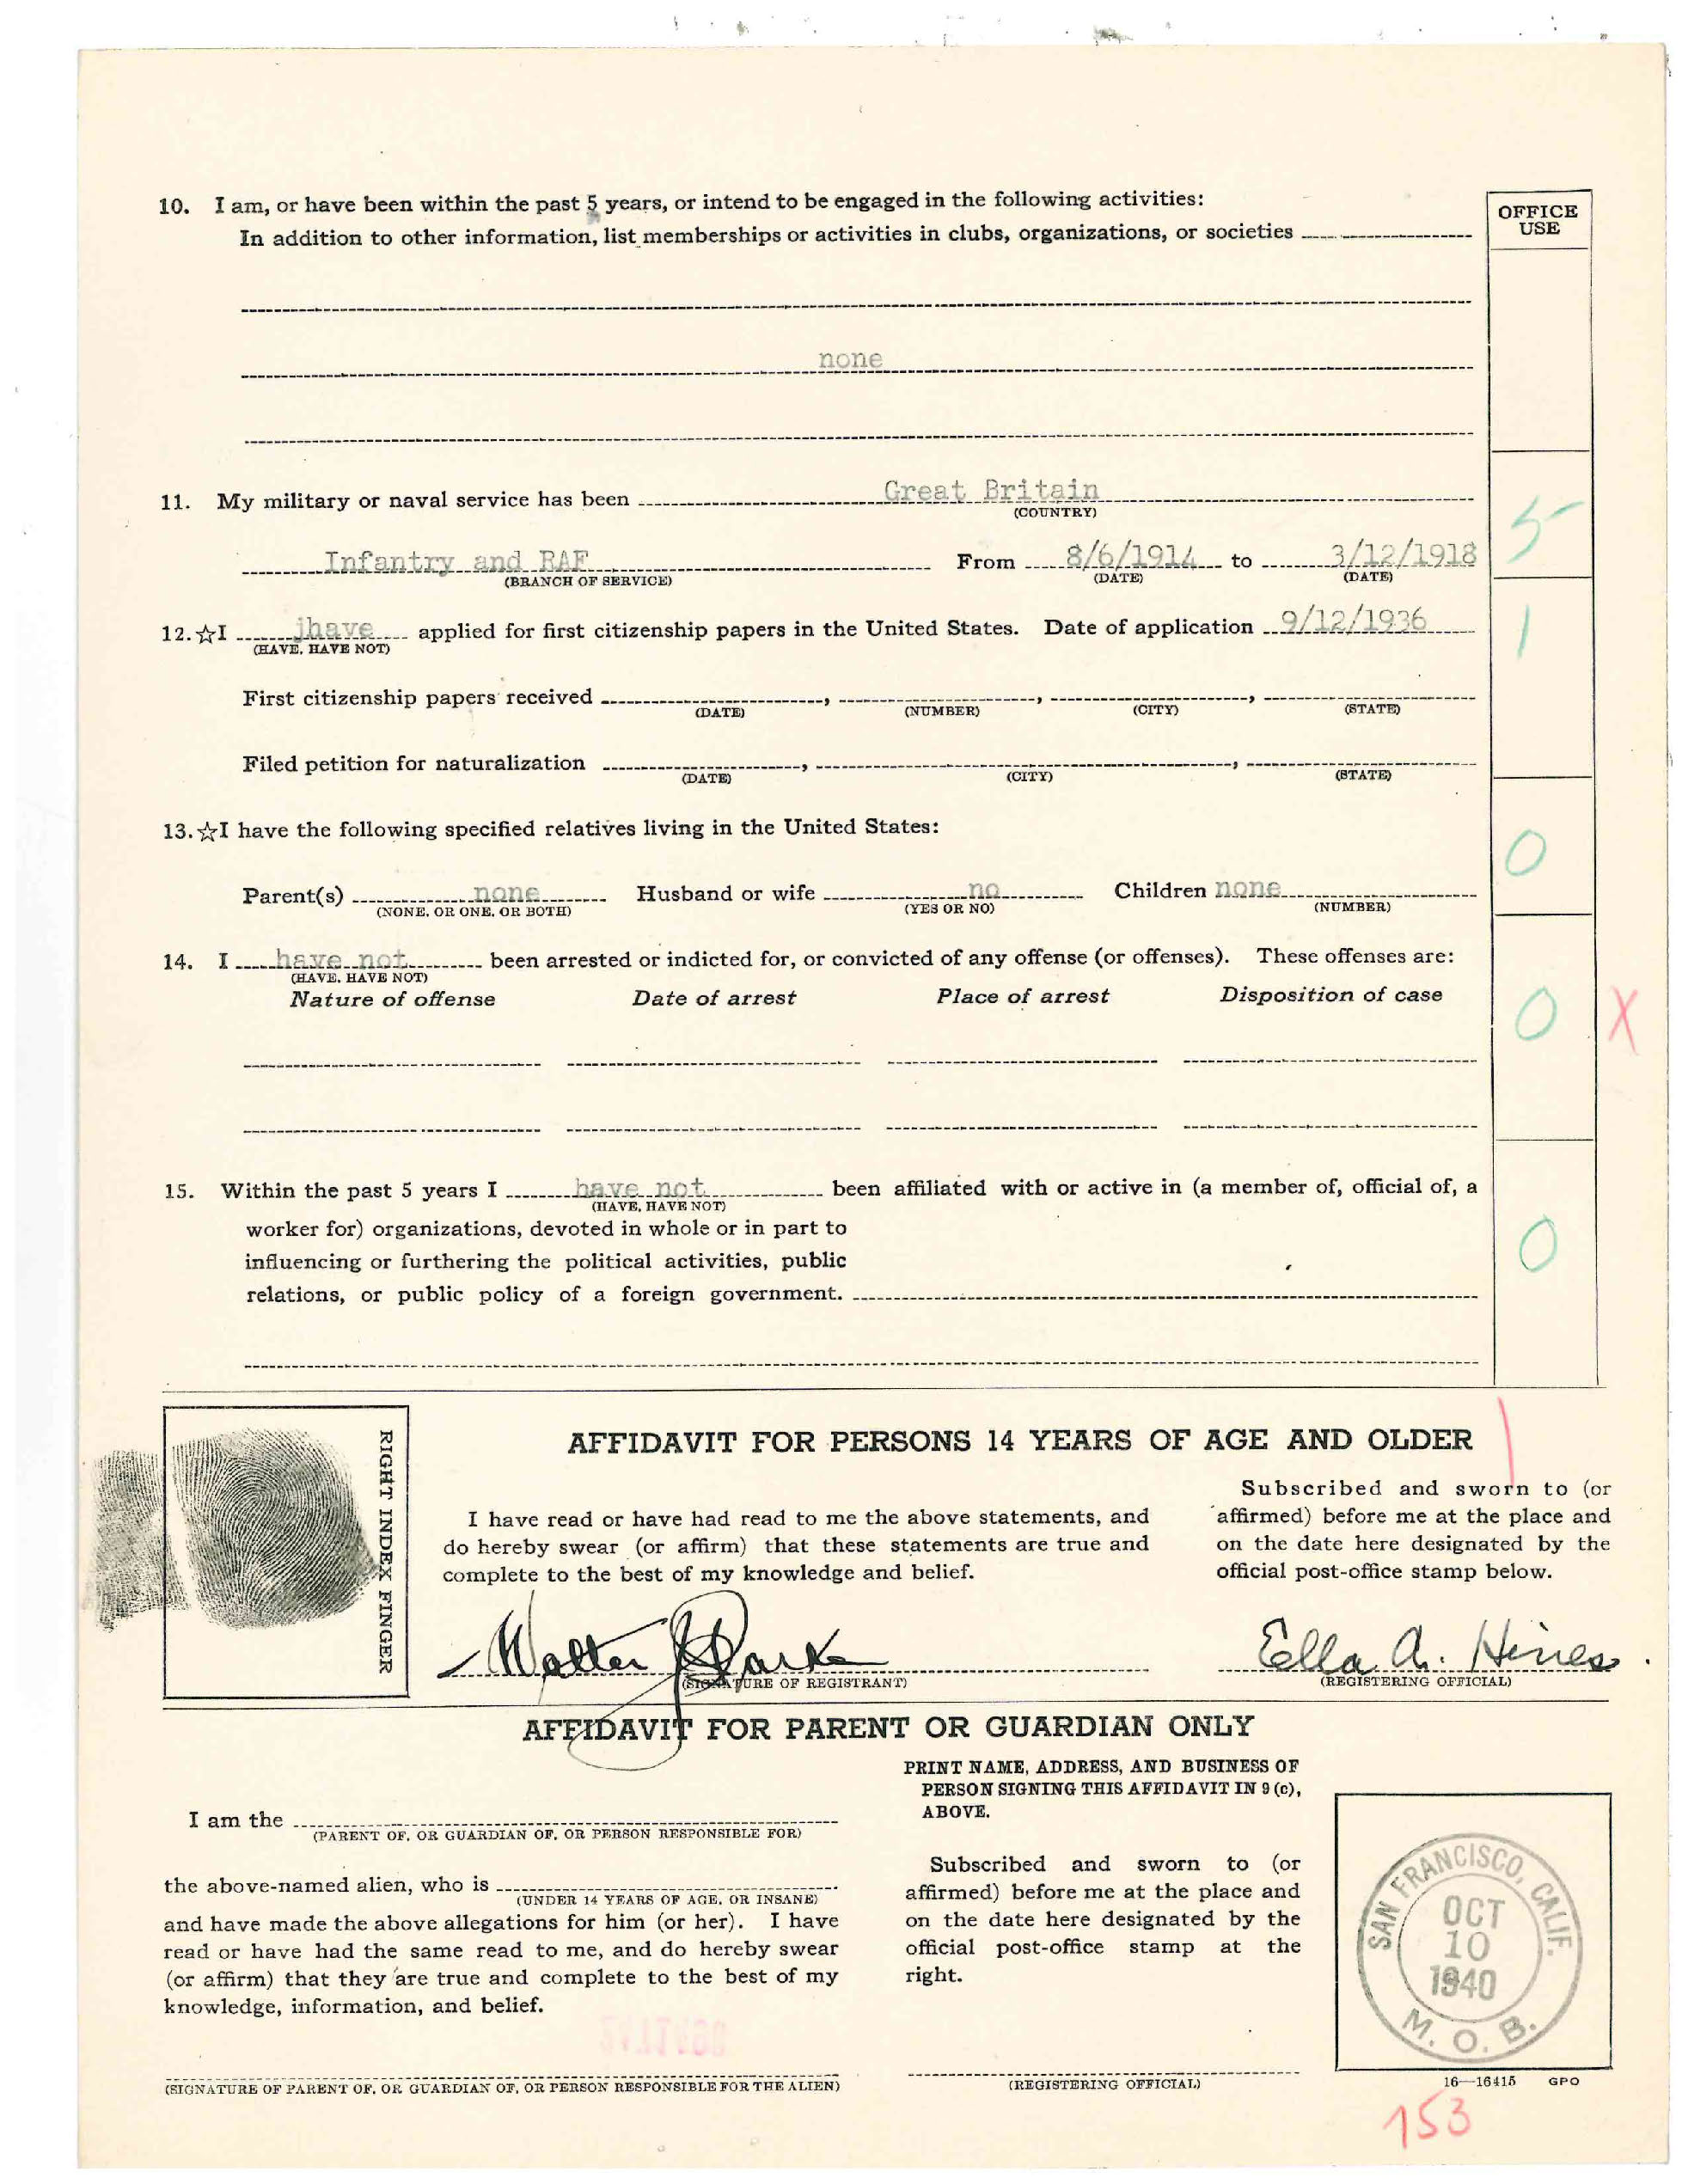 10. I am, or have been within the past 5 years, or intend to be engaged in the following activities:
In addition to other information, list memberships or activities in clubs, organizations, or societies
OFFICE
USE
none
11. My military or naval service has been Great Britain
(COUNTRY)
5
Infantry and RAF From 8/6/1914 to 3/12/1918
(BRANCH OF SERVICE) (DATE) (DATE)
12. ☆I jhave applied for first citizenship papers in the United States. Date of application 9/12/1936
(HAVE, HAVE NOT)
1
First citizenship papers received , , ,
(DATE) (NUMBER) (CITY) (STATE)
Filed petition for naturalization , ,
(DATE) (CITY) (STATE)
13. ☆I have the following specified relatives living in the United States:
0
Parent(s) none Husband or wife no Children none
(NONE, OR ONE, OR BOTH) (YES OR NO) (NUMBER)
14. I have not been arrested or indicted for, or convicted of any offense (or offenses). These offenses are:
(HAVE, HAVE NOT)
Nature of offense Date of arrest Place of arrest Disposition of case
0 X
15. Within the past 5 years I have not been affiliated with or active in (a member of, official of, a
(HAVE, HAVE NOT)
worker for) organizations, devoted in whole or in part to
influencing or furthering the political activities, public
relations, or public policy of a foreign government.
0
RIGHT INDEX FINGER
AFFIDAVIT FOR PERSONS 14 YEARS OF AGE AND OLDER
I have read or have had read to me the above statements, and
do hereby swear (or affirm) that these statements are true and
complete to the best of my knowledge and belief.
Subscribed and sworn to (or
affirmed) before me at the place and
on the date here designated by the
official post-office stamp below.
Walter
(SIGNATURE OF REGISTRANT)
Ella A. Hines
(REGISTERING OFFICIAL)
AFFIDAVIT FOR PARENT OR GUARDIAN ONLY
I am the
(PARENT OF, OR GUARDIAN OF, OR PERSON RESPONSIBLE FOR)
the above-named alien, who is
(UNDER 14 YEARS OF AGE, OR INSANE)
and have made the above allegations for him (or her). I have
read or have had the same read to me, and do hereby swear
(or affirm) that they are true and complete to the best of my
knowledge, information, and belief.
(SIGNATURE OF PARENT OF, OR GUARDIAN OF, OR PERSON RESPONSIBLE FOR THE ALIEN)
PRINT NAME, ADDRESS, AND BUSINESS OF
PERSON SIGNING THIS AFFIDAVIT IN 9 (c),
ABOVE.
Subscribed and sworn to (or
affirmed) before me at the place and
on the date here designated by the
official post-office stamp at the
right.
(REGISTERING OFFICIAL)
SAN FRANCISCO, CALIF.
OCT
10
1940
M. O. B.
16—16415 GPO
153